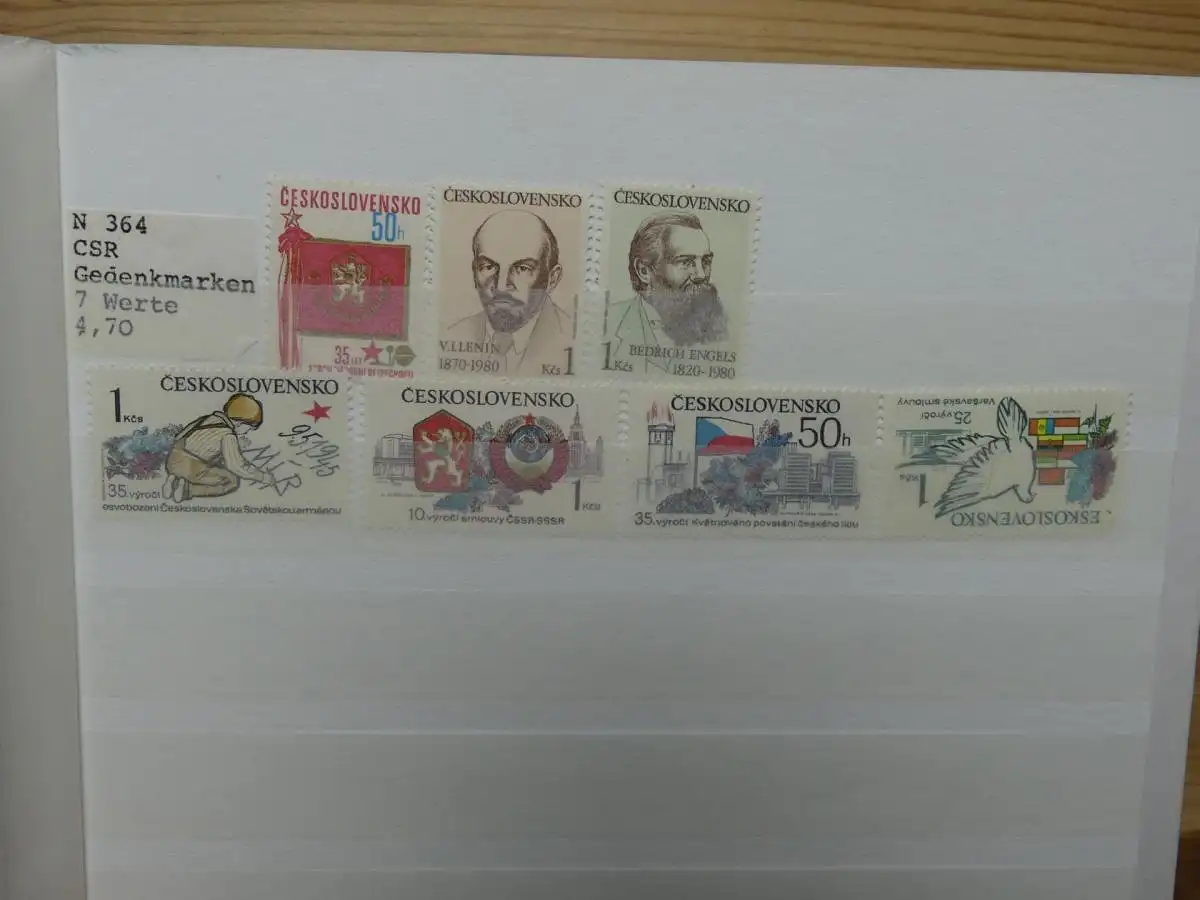 N 364
CSR
Gedenkmarken
7 Werte
4,70
ČESKOSLOVENSKO
50h
35 LET
ČESKOSLOVENSKO
V.I.LENIN
1870-1980
1 Kčs
ČESKOSLOVENSKO
1 Kčs
BEDŘICH ENGELS
1820-1980
ČESKOSLOVENSKO
1 Kčs
9.5.1945
MÍR
35. výročí
osvobození Československa Sovětskou armádou
ČESKOSLOVENSKO
1 Kčs
10. výročí smlouvy ČSSR-SSSR
ČESKOSLOVENSKO
50h
35. výročí Květnového povstání českého lidu
25. výročí
Varšavské smlouvy
1 Kčs
ČESKOSLOVENSKO